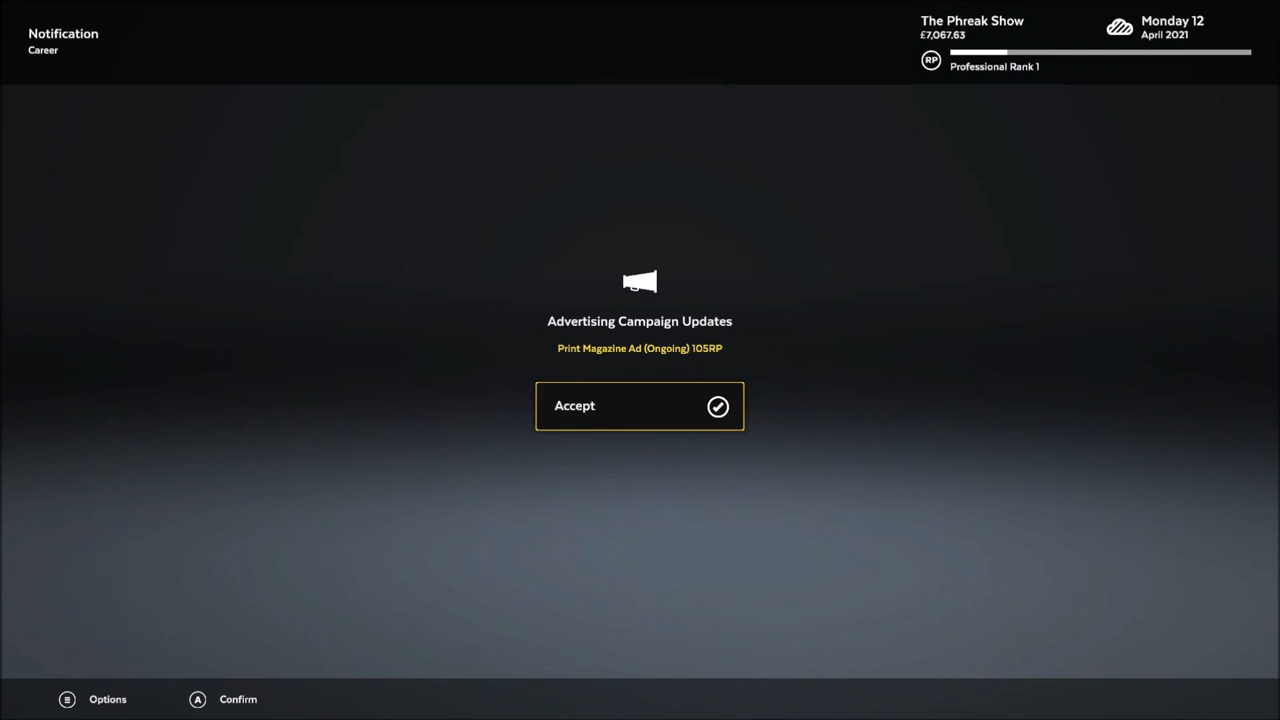 Notification
Career
The Phreak Show
£7,067.63
Monday 12
April 2021
RP
Professional Rank 1
Advertising Campaign Updates
Print Magazine Ad (Ongoing) 105RP
Accept
Options
A
Confirm